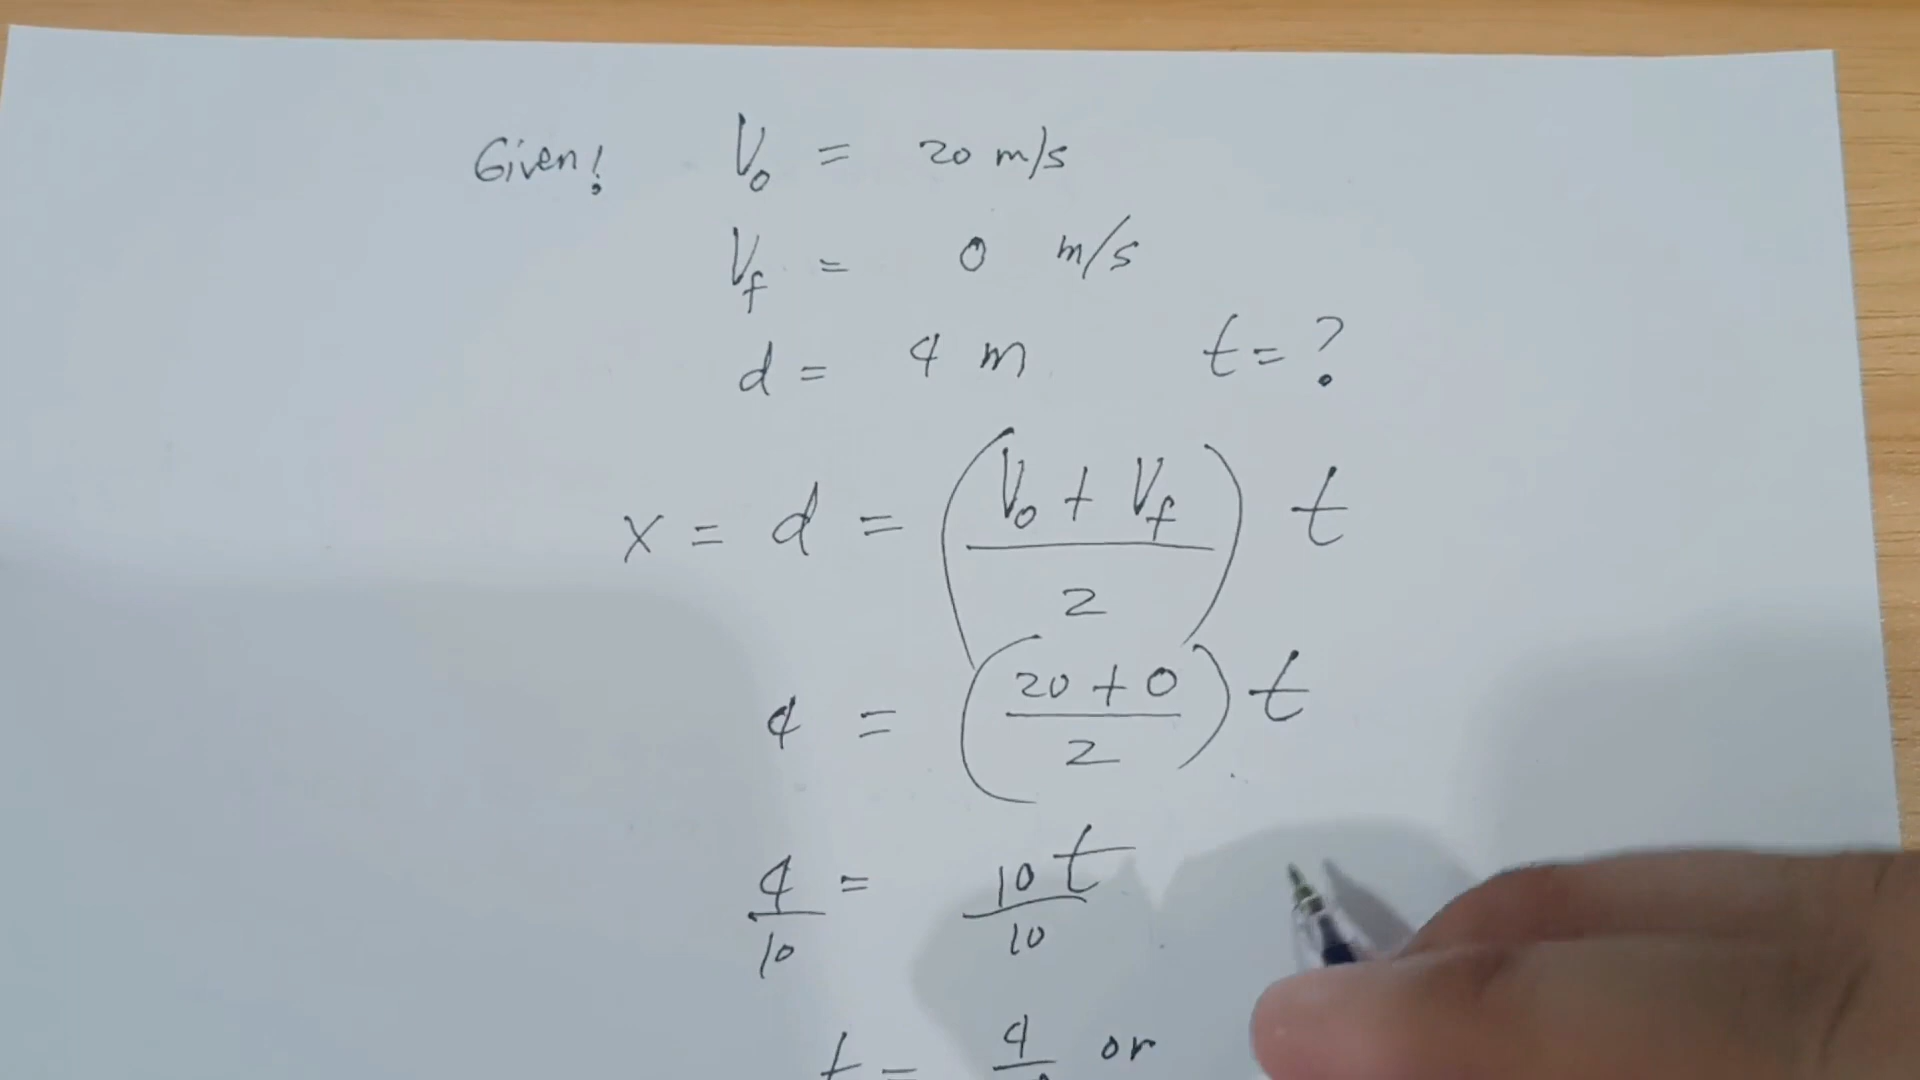 Given! V₀ = 20 m/s
V_f = 0 m/s
d = 4 m t = ?
x = d = ((V₀ + V_f)/2) t
4 = ((20 + 0)/2) t
4/10 = 10t/10
t = 4/ or